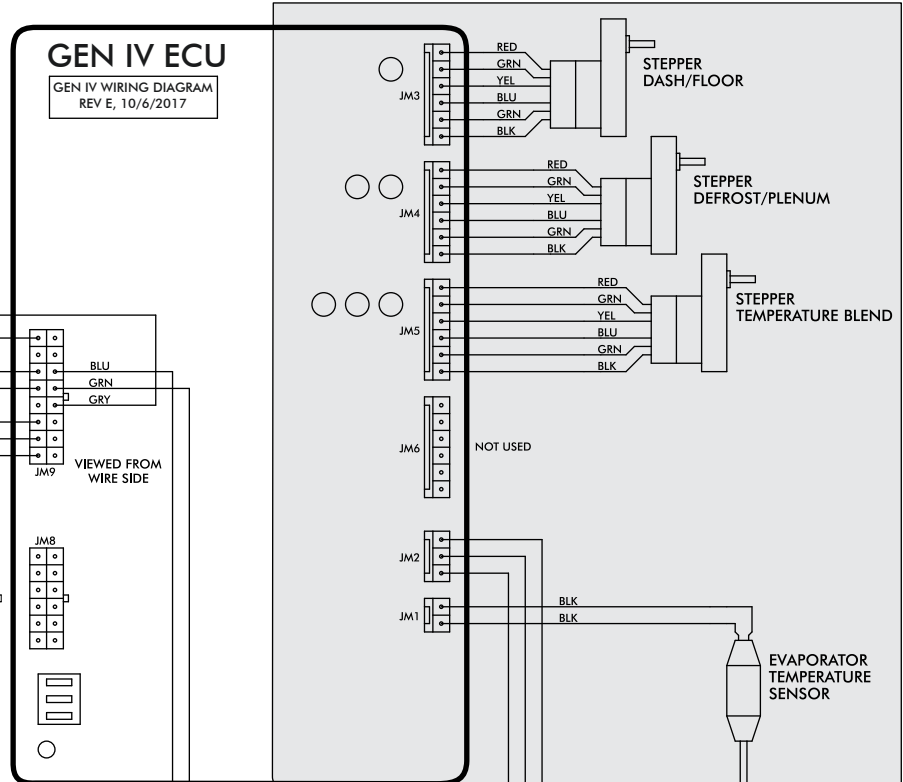 GEN IV ECU
GEN IV WIRING DIAGRAM
REV E, 10/6/2017
JM3
RED
GRN
YEL
BLU
GRN
BLK
STEPPER
DASH/FLOOR
JM4
RED
GRN
YEL
BLU
GRN
BLK
STEPPER
DEFROST/PLENUM
JM5
RED
GRN
YEL
BLU
GRN
BLK
STEPPER
TEMPERATURE BLEND
BLU
GRN
GRY
JM9
VIEWED FROM
WIRE SIDE
JM6
NOT USED
JM8
JM2
JM1
BLK
BLK
EVAPORATOR
TEMPERATURE
SENSOR